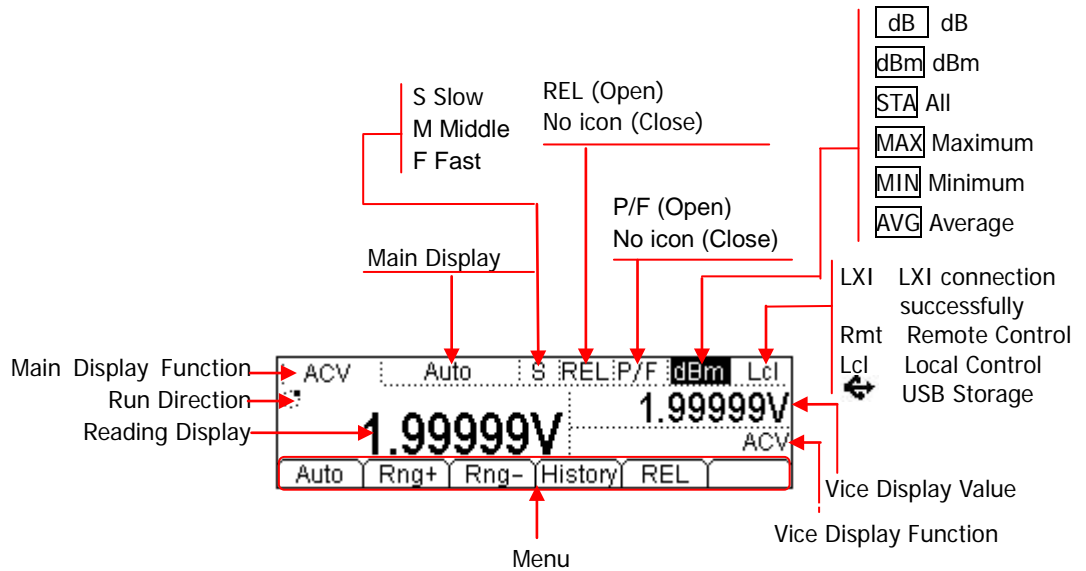 dB dB
dBm dBm
STA All
MAX Maximum
MIN Minimum
AVG Average
S Slow
M Middle
F Fast
REL (Open)
No icon (Close)
P/F (Open)
No icon (Close)
Main Display
LXI LXI connection
successfully
Rmt Remote Control
Lcl Local Control
USB Storage
Main Display Function
Run Direction
Reading Display
ACV Auto S REL P/F dBm Lcl
1.99999V
1.99999V
ACV
Auto Rng+ Rng- History REL
Vice Display Value
Vice Display Function
Menu